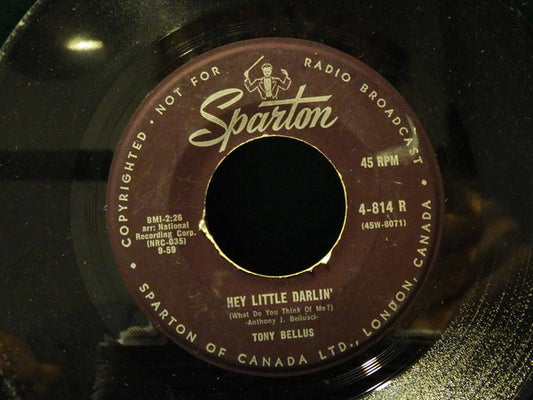 COPYRIGHTED • NOT FOR RADIO BROADCAST
Sparton
45 RPM
4-814 R
(45W-8071)
BMI-2:26
arr: National
Recording Corp.
(NRC-035)
9-59
HEY LITTLE DARLIN'
(What Do You Think Of Me?)
-Anthony J. Bellusci-
TONY BELLUS
• SPARTON OF CANADA LTD., LONDON, CANADA •